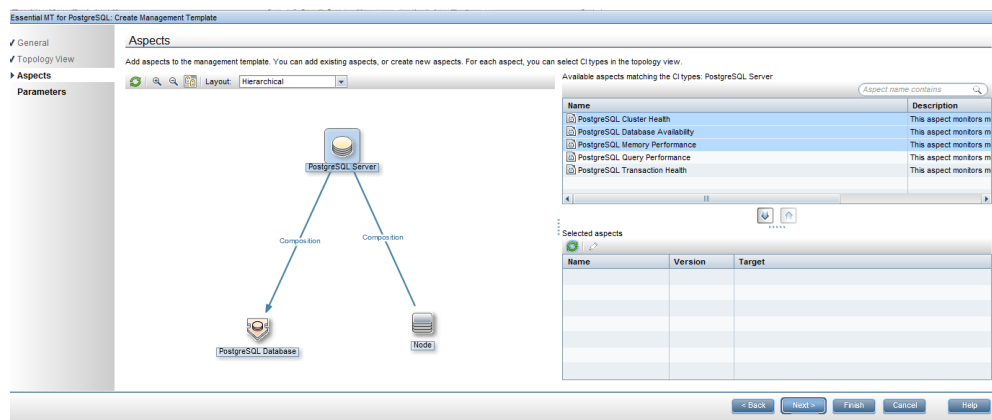 Essential MT for PostgreSQL: Create Management Template
General
Topology View
Aspects
Parameters
Aspects
Add aspects to the management template. You can add existing aspects, or create new aspects. For each aspect, you can select CI types in the topology view.
Layout: Hierarchical
PostgreSQL Server
Composition
Composition
PostgreSQL Database
Node
Available aspects matching the CI types: PostgreSQL Server
Aspect name contains
Name Description
PostgreSQL Cluster Health This aspect monitors m
PostgreSQL Database Availability This aspect monitors m
PostgreSQL Memory Performance This aspect monitors m
PostgreSQL Query Performance This aspect monitors m
PostgreSQL Transaction Health This aspect monitors m
Selected aspects
Name Version Target
< Back Next > Finish Cancel Help